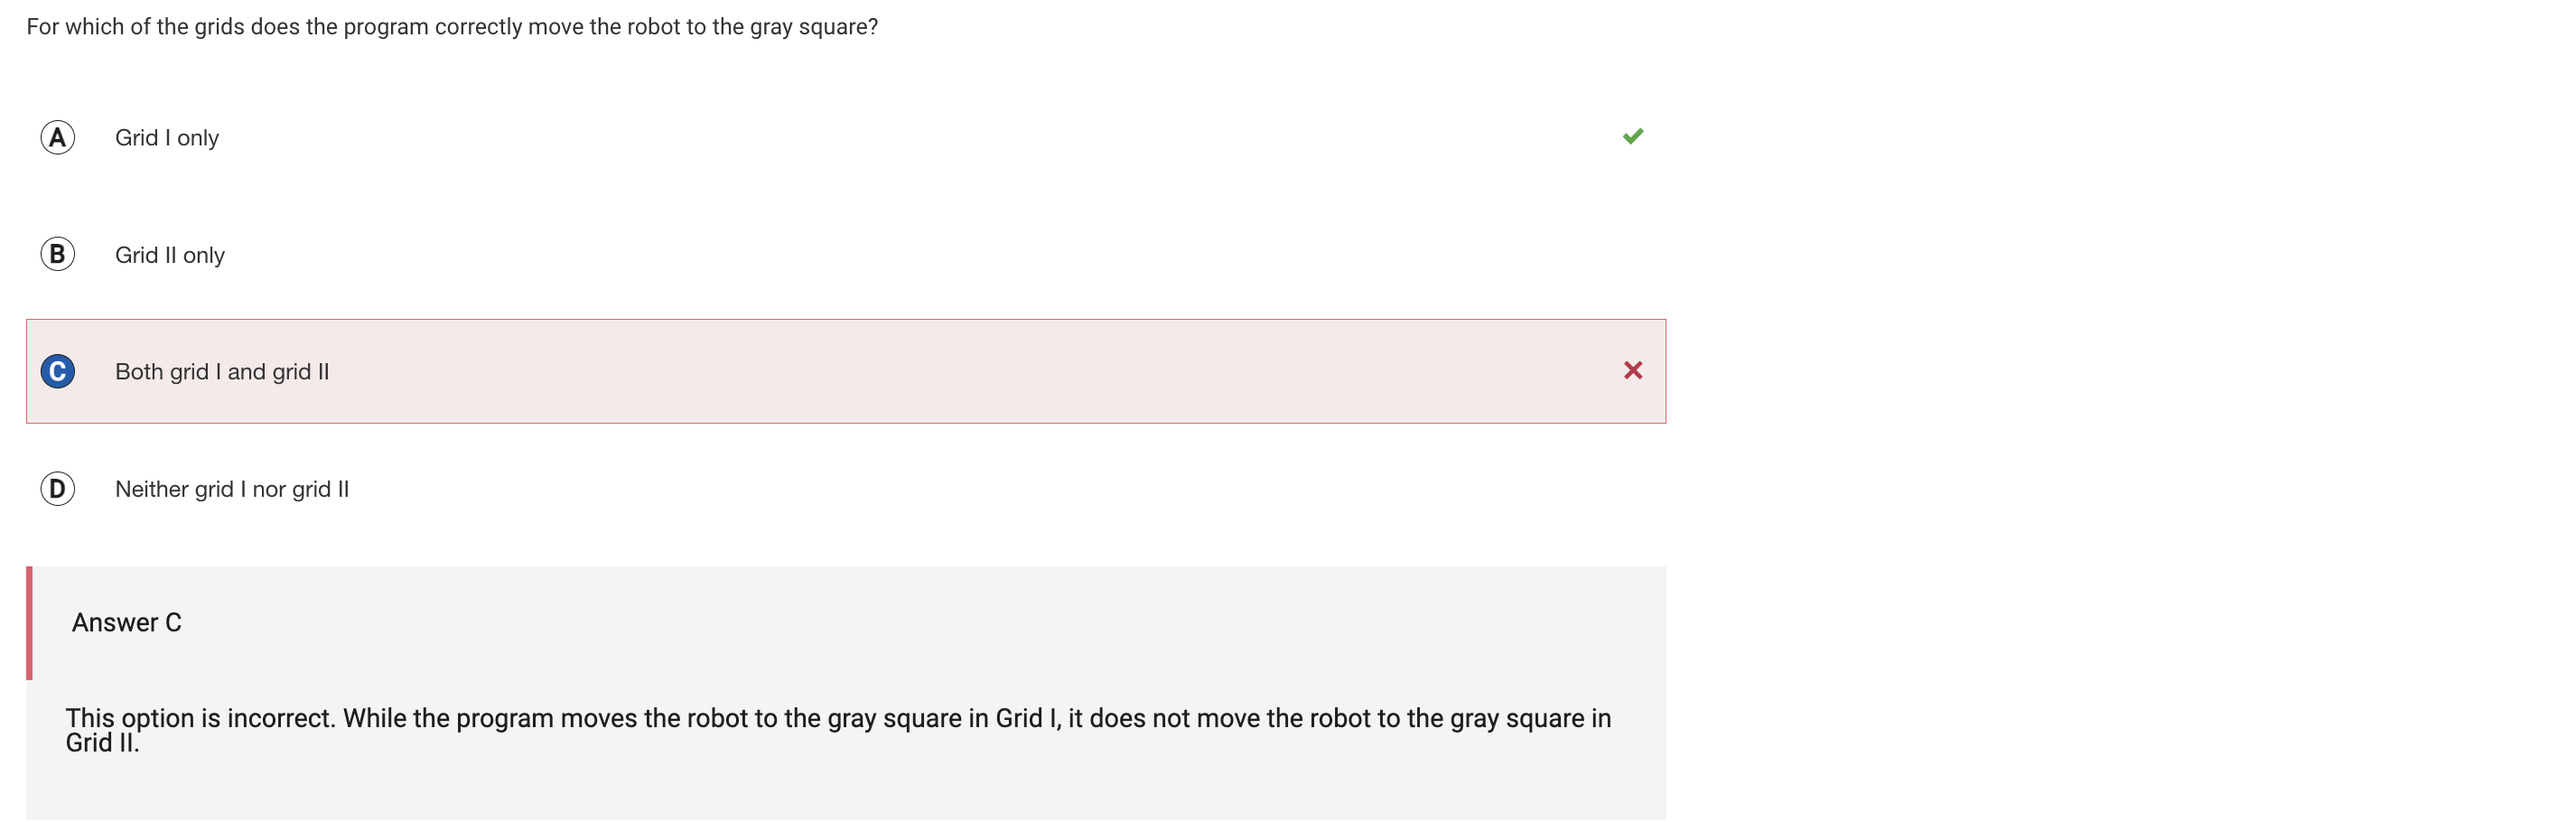 For which of the grids does the program correctly move the robot to the gray square?
A Grid I only
B Grid II only
C Both grid I and grid II
D Neither grid I nor grid II
Answer C
This option is incorrect. While the program moves the robot to the gray square in Grid I, it does not move the robot to the gray square in
Grid II.